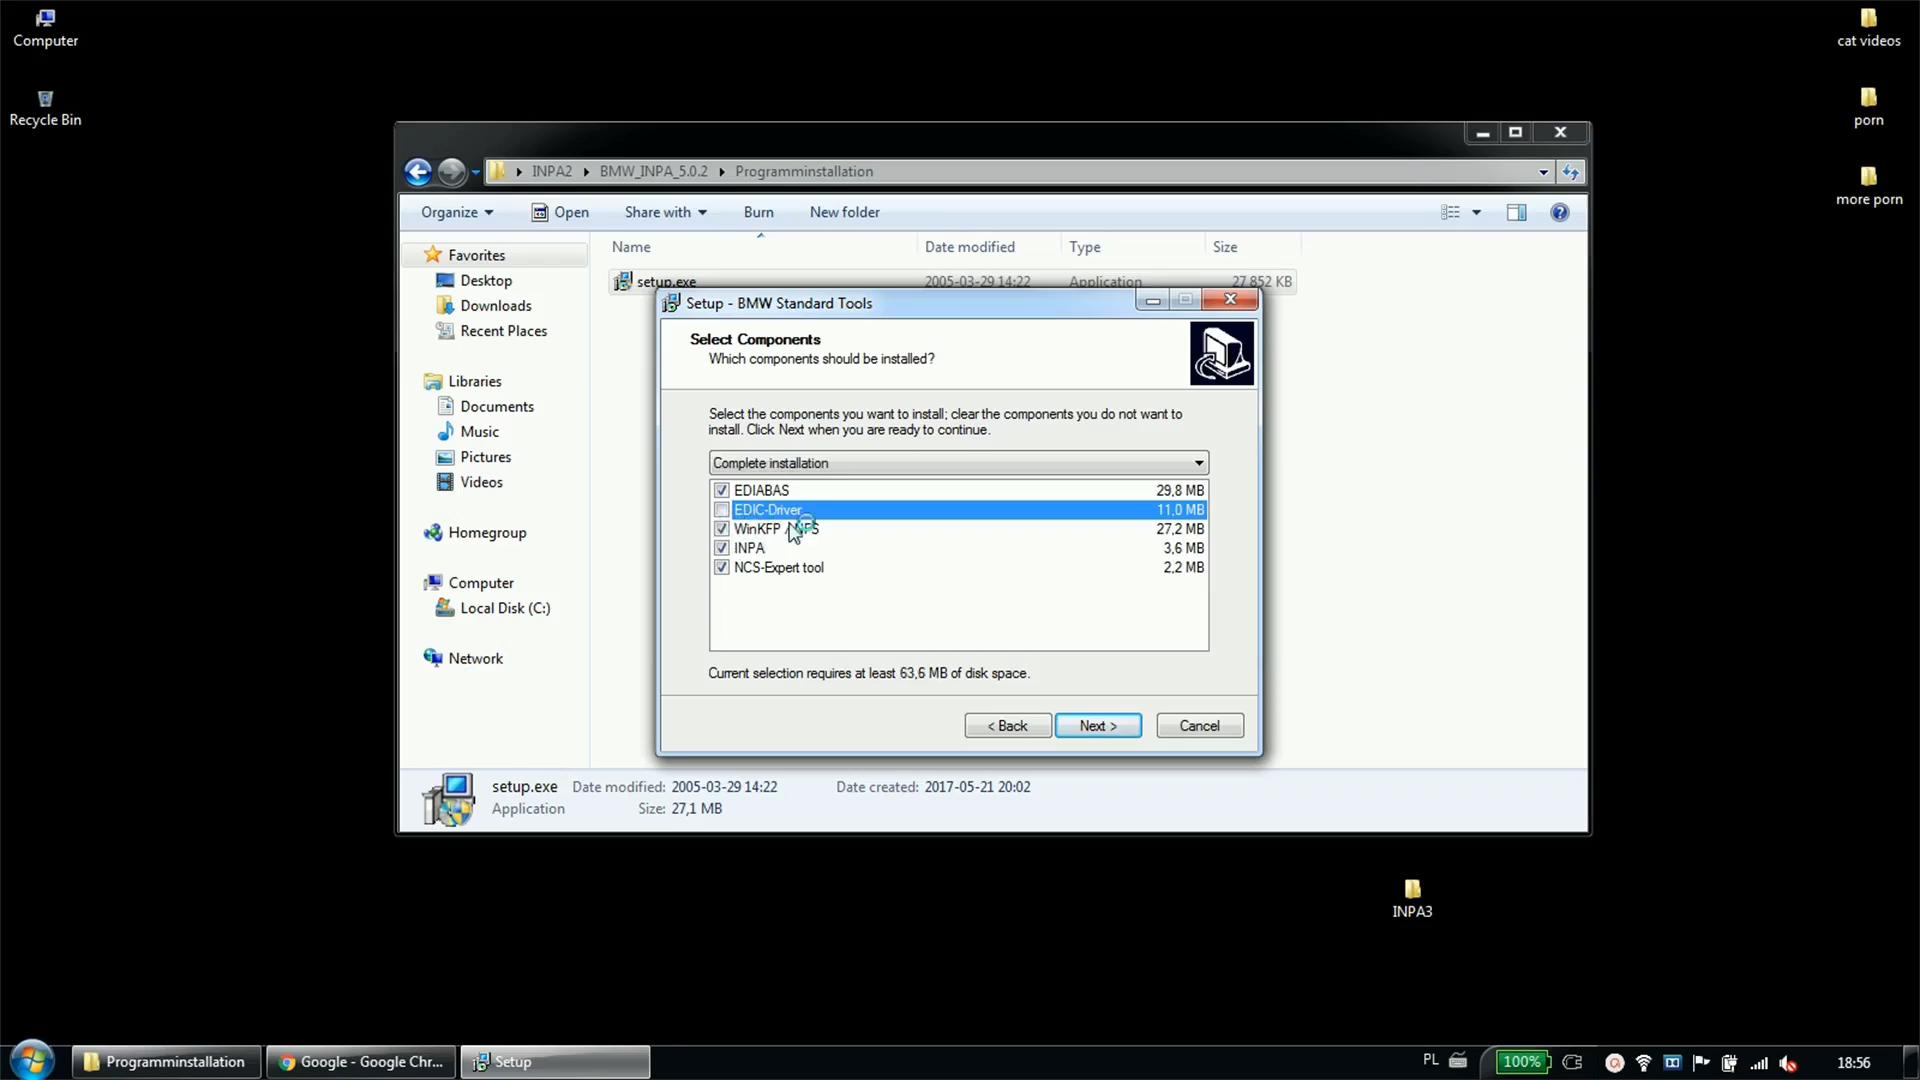 Computer
Recycle Bin
cat videos
porn
more porn
INPA2 BMW_INPA_5.0.2 Programminstallation
Organize Open Share with Burn New folder
Name Date modified Type Size
setup.exe 2005-03-29 14:22 Application 27 852 KB
Favorites
Desktop
Downloads
Recent Places
Libraries
Documents
Music
Pictures
Videos
Homegroup
Computer
Local Disk (C:)
Network
Setup - BMW Standard Tools
Select Components
Which components should be installed?
Select the components you want to install; clear the components you do not want to
install. Click Next when you are ready to continue.
Complete installation
EDIABAS 29,8 MB
EDIC-Driver 11,0 MB
WinKFP / NFS 27,2 MB
INPA 3,6 MB
NCS-Expert tool 2,2 MB
Current selection requires at least 63,6 MB of disk space.
< Back Next > Cancel
setup.exe Date modified: 2005-03-29 14:22 Date created: 2017-05-21 20:02
Application Size: 27,1 MB
INPA3
Programminstallation Google - Google Chr... Setup PL 100% 18:56